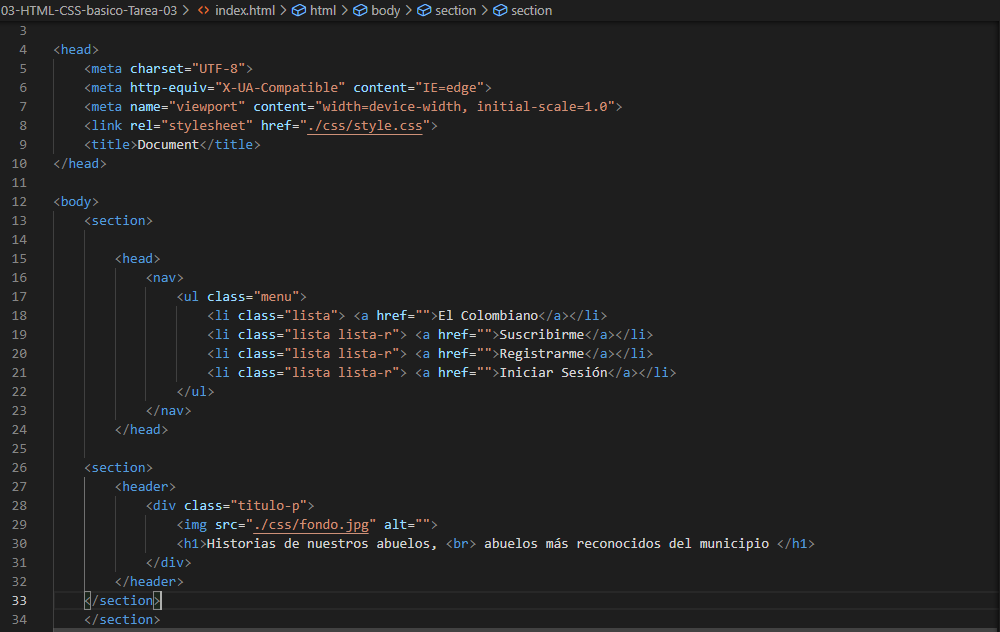 03-HTML-CSS-basico-Tarea-03 > <> index.html > html > body > section > section
3
4 <head>
5 <meta charset="UTF-8">
6 <meta http-equiv="X-UA-Compatible" content="IE=edge">
7 <meta name="viewport" content="width=device-width, initial-scale=1.0">
8 <link rel="stylesheet" href="./css/style.css">
9 <title>Document</title>
10 </head>
11
12 <body>
13 <section>
14
15 <head>
16 <nav>
17 <ul class="menu">
18 <li class="lista"> <a href="">El Colombiano</a></li>
19 <li class="lista lista-r"> <a href="">Suscribirme</a></li>
20 <li class="lista lista-r"> <a href="">Registrarme</a></li>
21 <li class="lista lista-r"> <a href="">Iniciar Sesión</a></li>
22 </ul>
23 </nav>
24 </head>
25
26 <section>
27 <header>
28 <div class="titulo-p">
29 <img src="./css/fondo.jpg" alt="">
30 <h1>Historias de nuestros abuelos, <br> abuelos más reconocidos del municipio </h1>
31 </div>
32 </header>
33 </section>
34 </section>